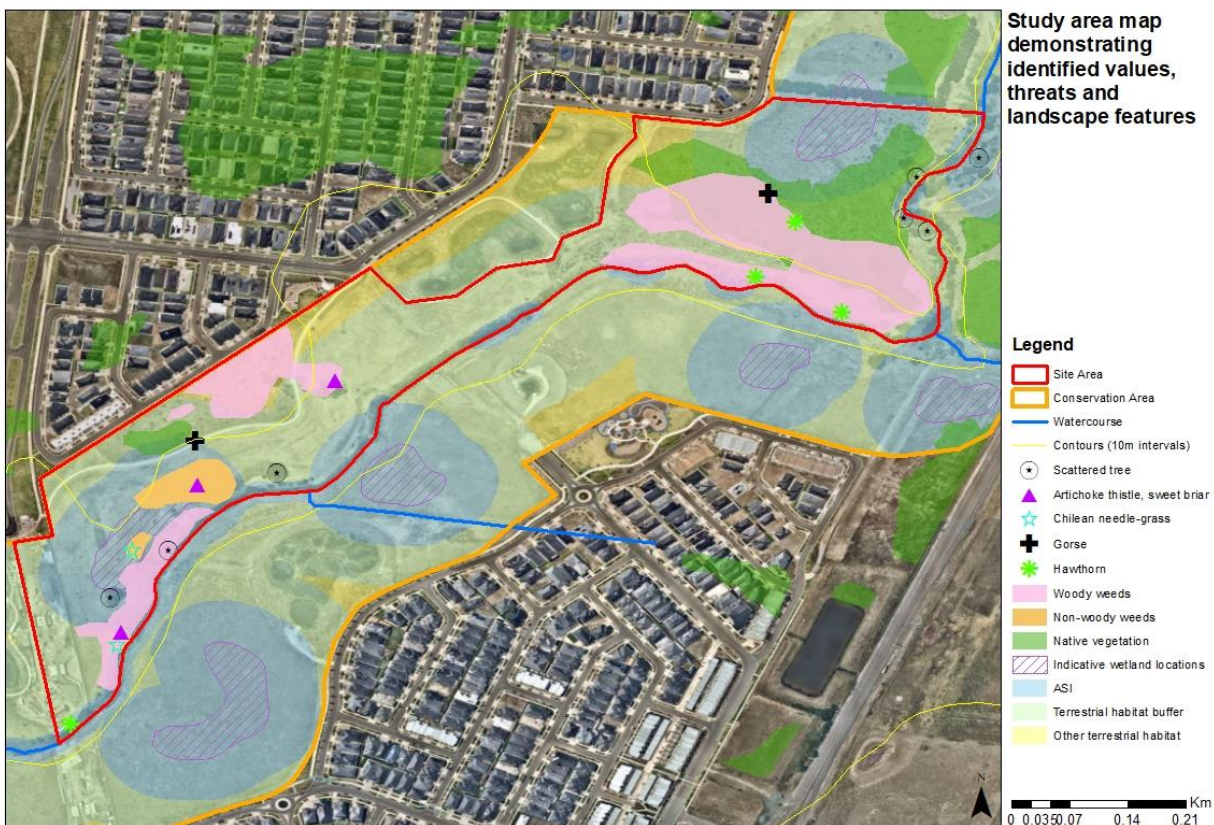 Study area map
demonstrating
identified values,
threats and
landscape features
Legend
Site Area
Conservation Area
Watercourse
Contours (10m intervals)
Scattered tree
Artichoke thistle, sweet briar
Chilean needle-grass
Gorse
Hawthorn
Woody weeds
Non-woody weeds
Native vegetation
Indicative wetland locations
ASI
Terrestrial habitat buffer
Other terrestrial habitat
N
Km
0 0.035 0.07 0.14 0.21